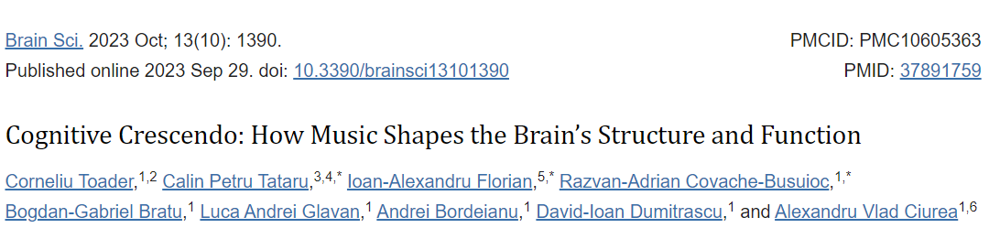 Brain Sci. 2023 Oct; 13(10): 1390.
PMCID: PMC10605363
Published online 2023 Sep 29. doi: 10.3390/brainsci13101390
PMID: 37891759
Cognitive Crescendo: How Music Shapes the Brain’s Structure and Function
Corneliu Toader,1,2 Calin Petru Tataru,3,4,* Ioan-Alexandru Florian,5,* Razvan-Adrian Covache-Busuioc,1,*
Bogdan-Gabriel Bratu,1 Luca Andrei Glavan,1 Andrei Bordeianu,1 David-Ioan Dumitrascu,1 and Alexandru Vlad Ciurea1,6